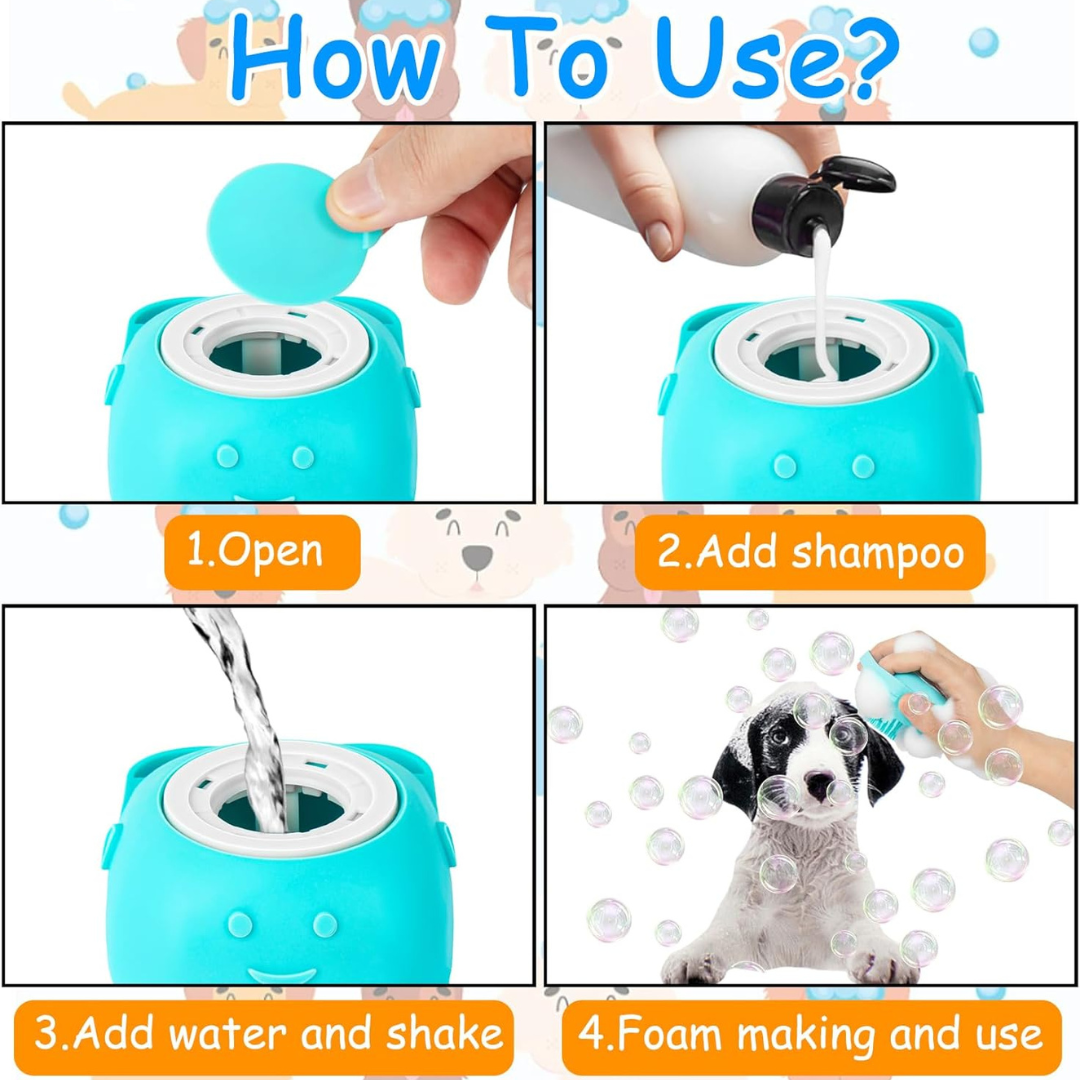 How To Use?
1.Open
2.Add shampoo
3.Add water and shake
4.Foam making and use